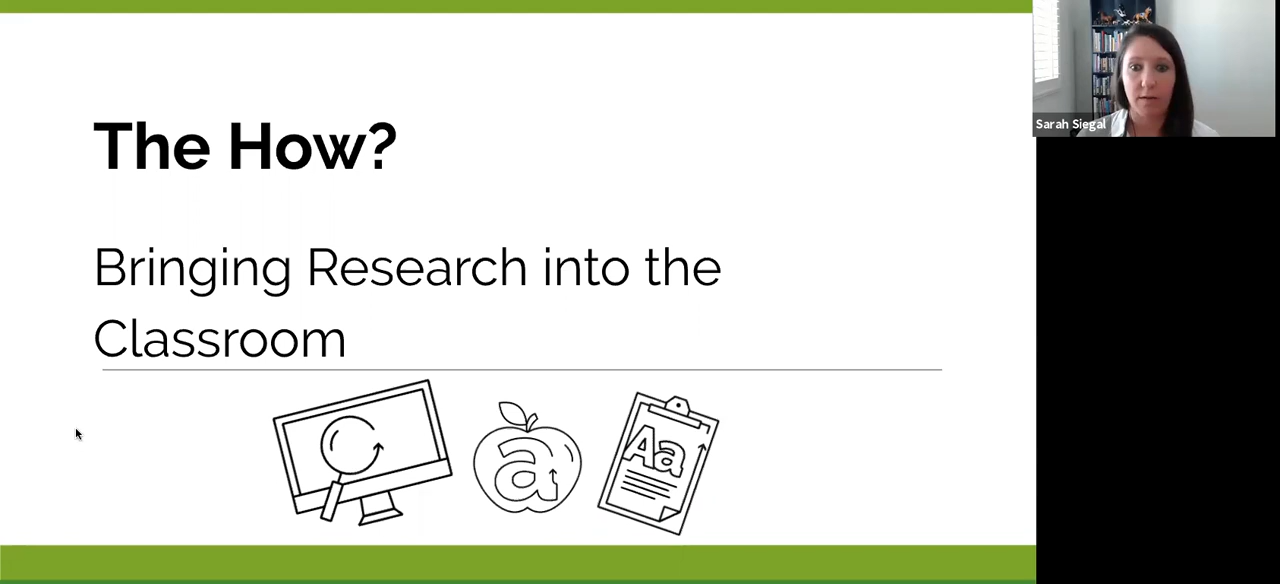 The How?
Sarah Siegal
Bringing Research into the
Classroom
a
Aa